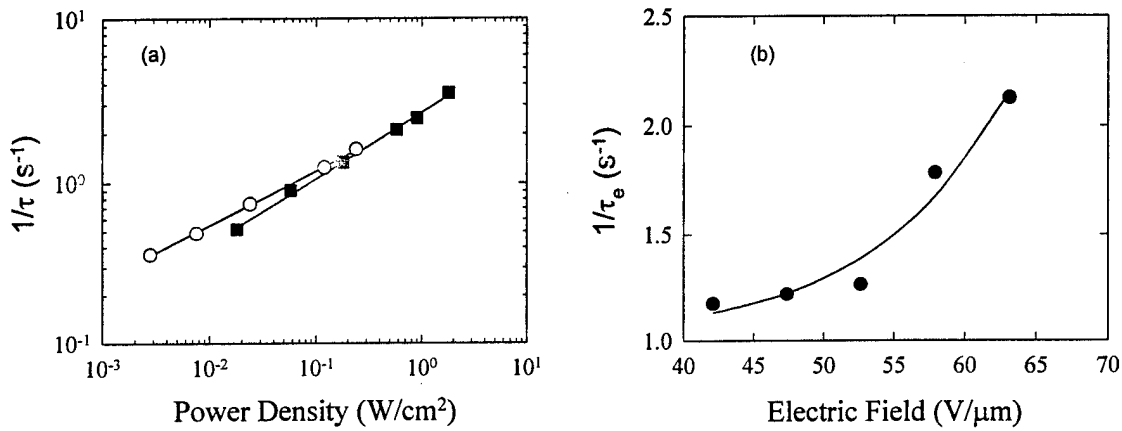 (a)
1/τ (s⁻¹)
10¹
10⁰
10⁻¹
10⁻³ 10⁻² 10⁻¹ 10⁰ 10¹
Power Density (W/cm²)
(b)
1/τₑ (s⁻¹)
2.5
2.0
1.5
1.0
40 45 50 55 60 65 70
Electric Field (V/μm)